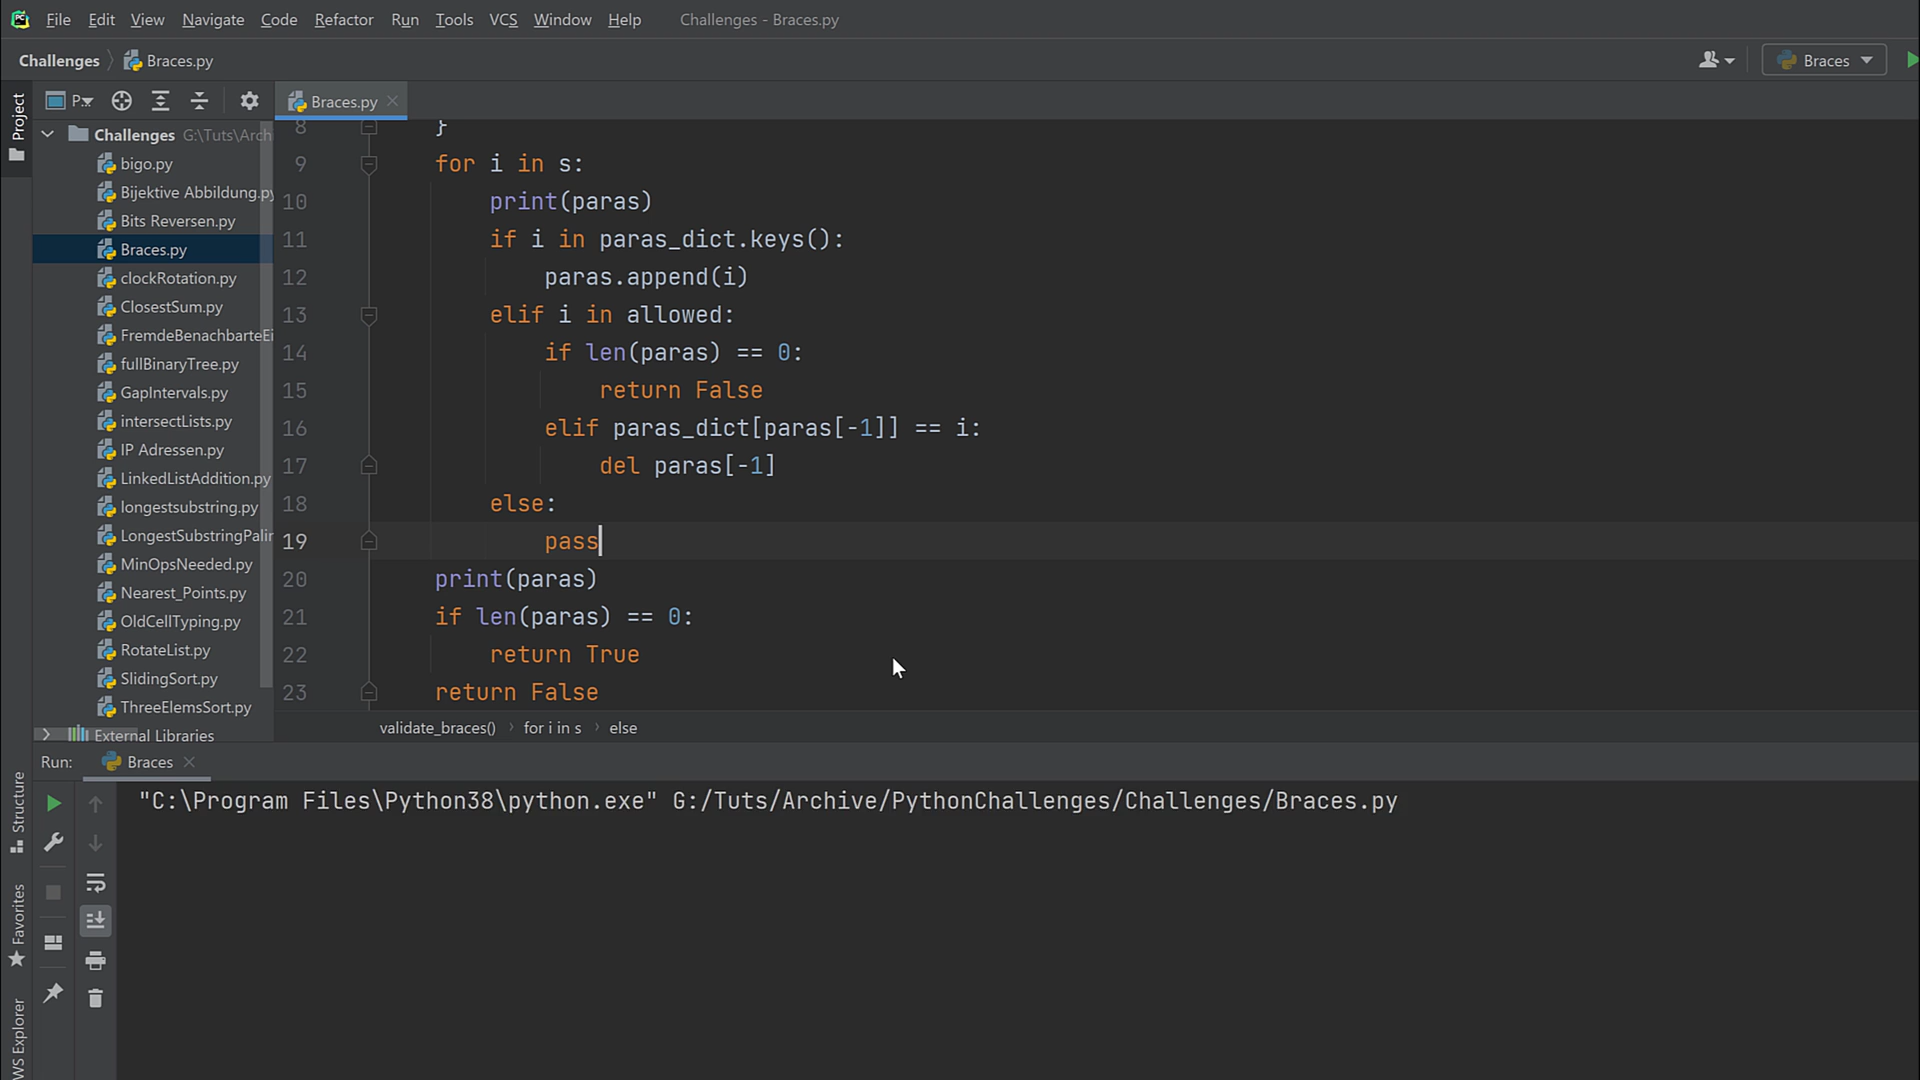 File Edit View Navigate Code Refactor Run Tools VCS Window Help Challenges - Braces.py
Challenges Braces.py Braces
Project P.. Braces.py
Challenges G:\Tuts\Arch
bigo.py
Bijektive Abbildung.py
Bits Reversen.py
Braces.py
clockRotation.py
ClosestSum.py
FremdeBenachbarteEi
fullBinaryTree.py
GapIntervals.py
intersectLists.py
IP Adressen.py
LinkedListAddition.py
longestsubstring.py
LongestSubstringPalin
MinOpsNeeded.py
Nearest_Points.py
OldCellTyping.py
RotateList.py
SlidingSort.py
ThreeElemsSort.py
External Libraries
8 }
9 for i in s:
10 print(paras)
11 if i in paras_dict.keys():
12 paras.append(i)
13 elif i in allowed:
14 if len(paras) == 0:
15 return False
16 elif paras_dict[paras[-1]] == i:
17 del paras[-1]
18 else:
19 pass
20 print(paras)
21 if len(paras) == 0:
22 return True
23 return False
validate_braces() for i in s else
Run: Braces
"C:\Program Files\Python38\python.exe" G:/Tuts/Archive/PythonChallenges/Challenges/Braces.py
Structure
Favorites
WS Explorer